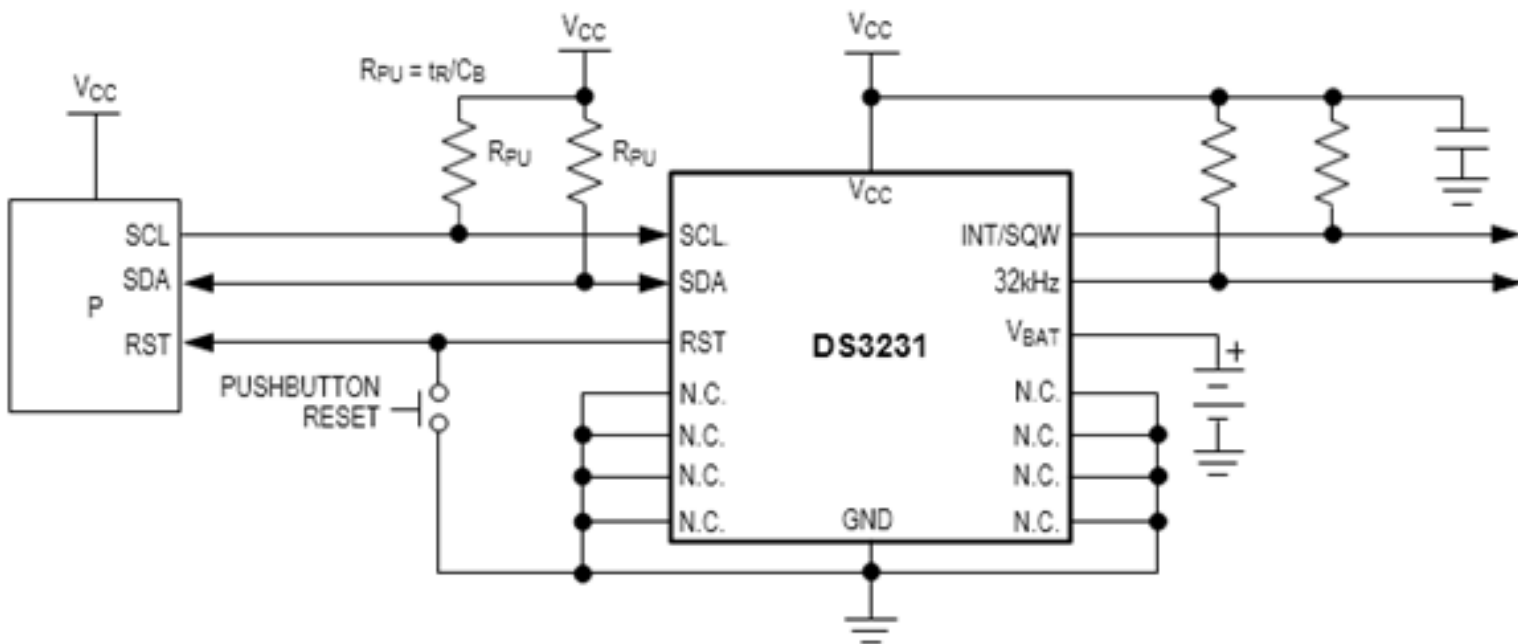 VCC
VCC
VCC
RPU = tR/CB
RPU
RPU
VCC
SCL
SCL.
INT/SQW
SDA
SDA
32kHz
P
VBAT
+
RST
RST
DS3231
PUSHBUTTON
RESET
N.C.
N.C.
N.C.
N.C.
N.C.
N.C.
N.C.
N.C.
GND